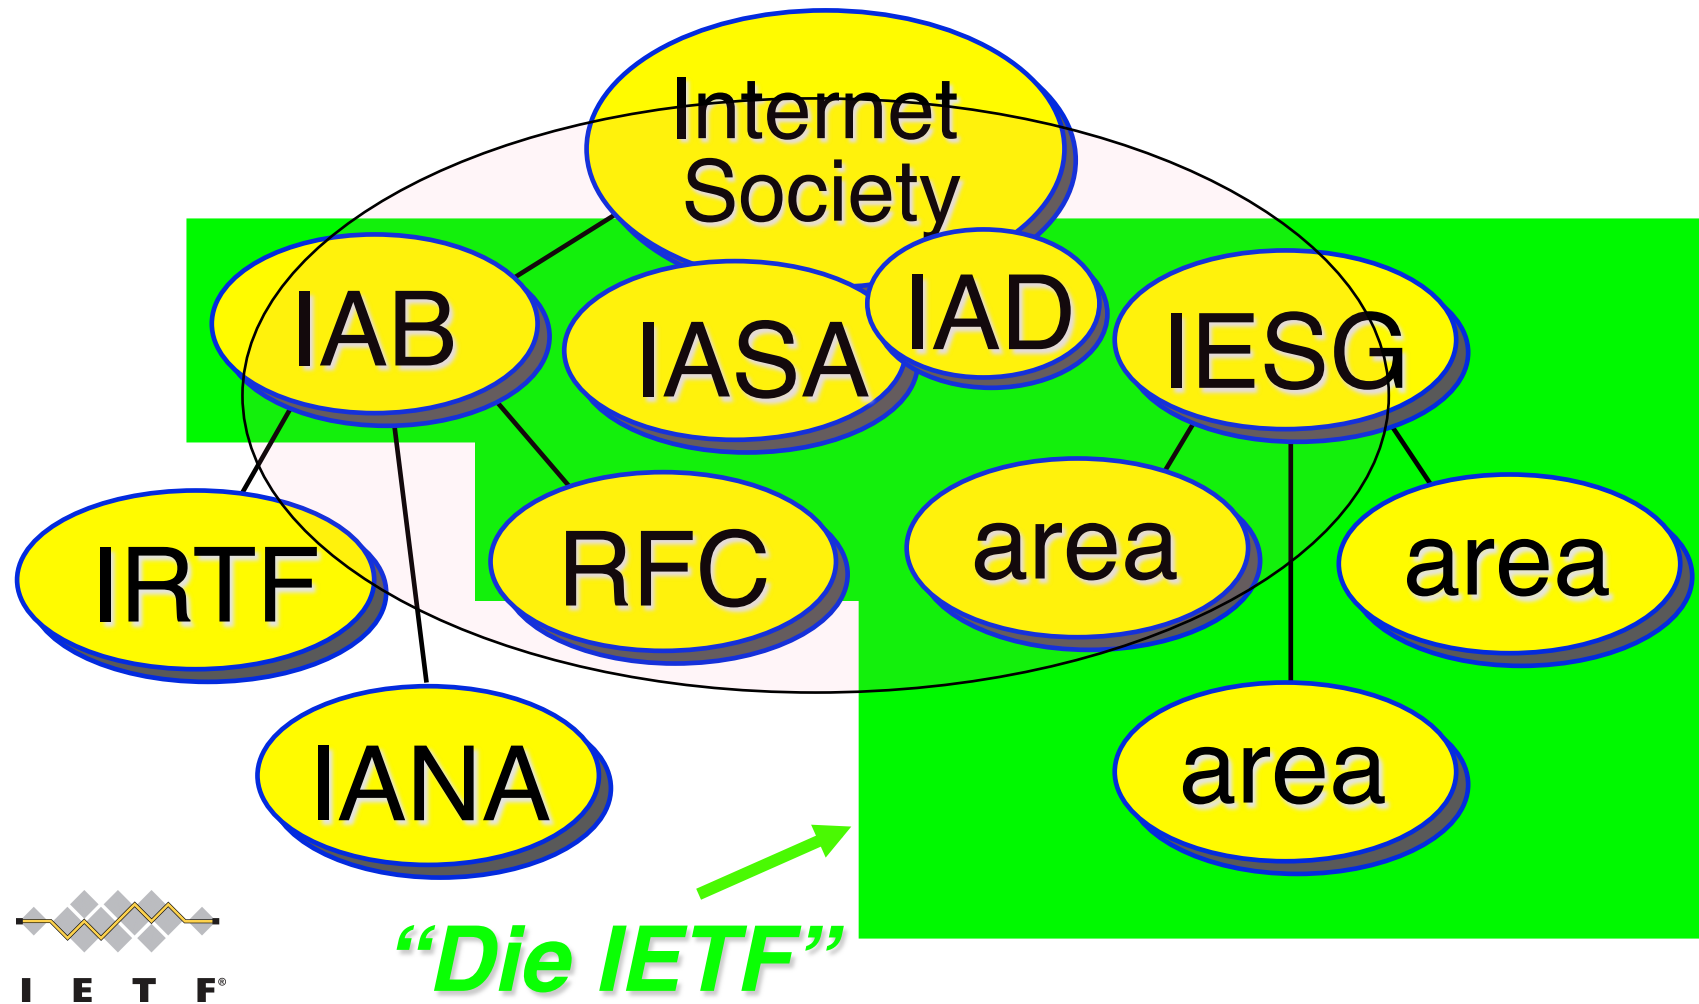 Internet
Society
IAB
IASA
IAD
IESG
IRTF
RFC
area
area
IANA
area
“Die IETF”
I E T F®